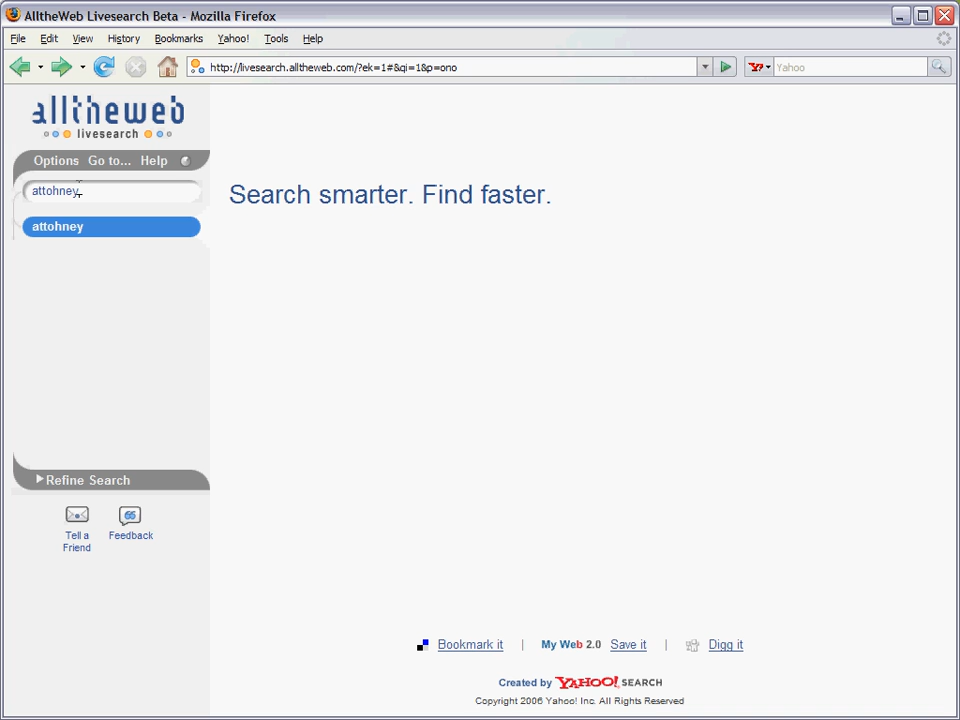 AlltheWeb Livesearch Beta - Mozilla Firefox
File Edit View History Bookmarks Yahoo! Tools Help
http://livesearch.alltheweb.com/?ek=1#&qi=1&p=ono
Y! Yahoo
alltheweb
livesearch
Options Go to... Help
attohney
attohney
Search smarter. Find faster.
Refine Search
Tell a
Friend
Feedback
Bookmark it | My Web 2.0 Save it | Digg it
Created by YAHOO! SEARCH
Copyright 2006 Yahoo! Inc. All Rights Reserved